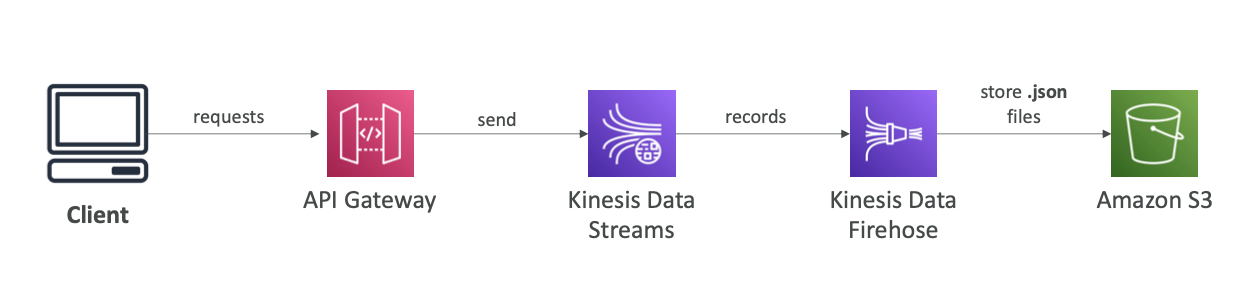 requests
send
records
store .json
files
Client
API Gateway
Kinesis Data
Streams
Kinesis Data
Firehose
Amazon S3